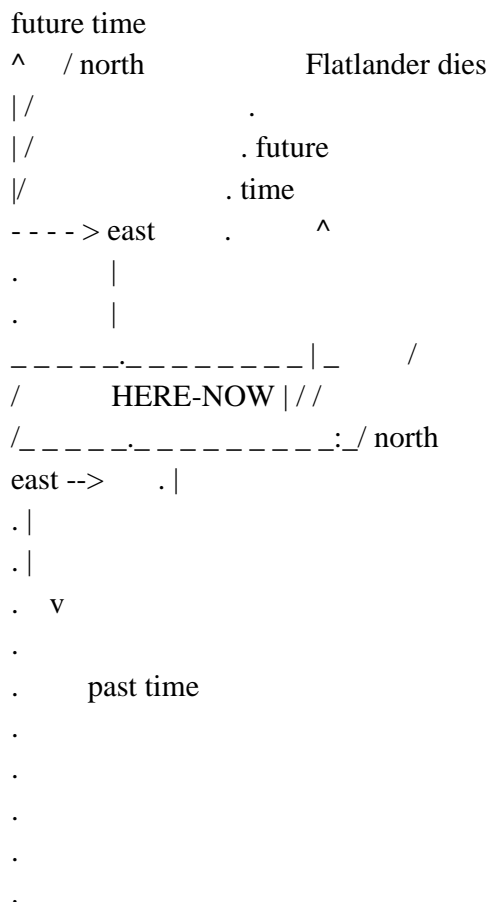 future time
^ / north Flatlander dies
| / .
| / . future
|/ . time
- - - - > east . ^
. |
. |
_ _ _ _ _._ _ _ _ _ _ _ _ | _ /
/ HERE-NOW | / /
/_ _ _ _ _._ _ _ _ _ _ _ _ _:_/ north
east --> . |
. |
. |
. v
.
. past time
.
.
.
.
.